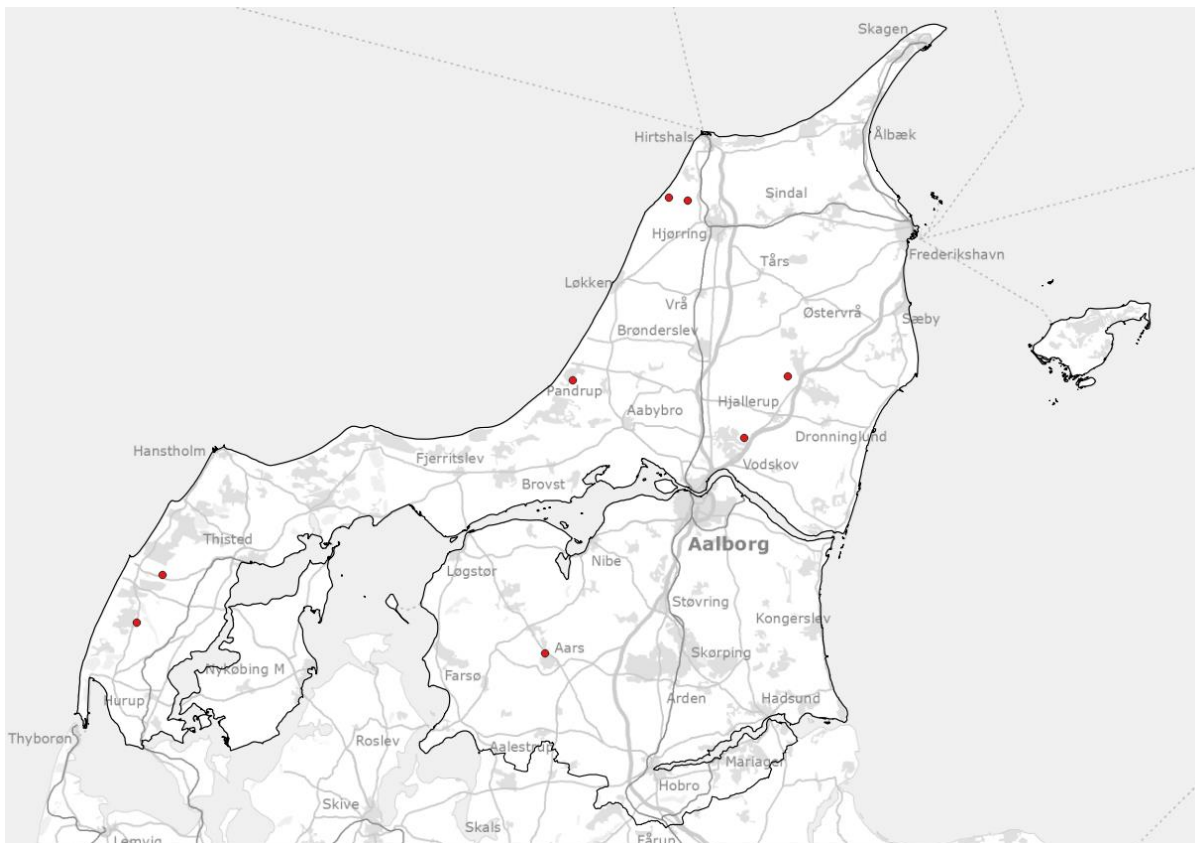 Skagen
Hirtshals
Ålbæk
Sindal
Hjørring
Frederikshavn
Tårs
Løkken
Vrå
Østervrå
Sæby
Brønderslev
Pandrup
Hjallerup
Aabybro
Dronninglund
Hanstholm
Fjerritslev
Vodskov
Brovst
Thisted
Aalborg
Nibe
Løgstør
Støvring
Kongerslev
Aars
Skørping
Nykøbing M
Farsø
Hurup
Arden
Hadsund
Thyborøn
Roslev
Aalestrup
Mariager
Hobro
Skive
Skals
Fårup
Lemvig